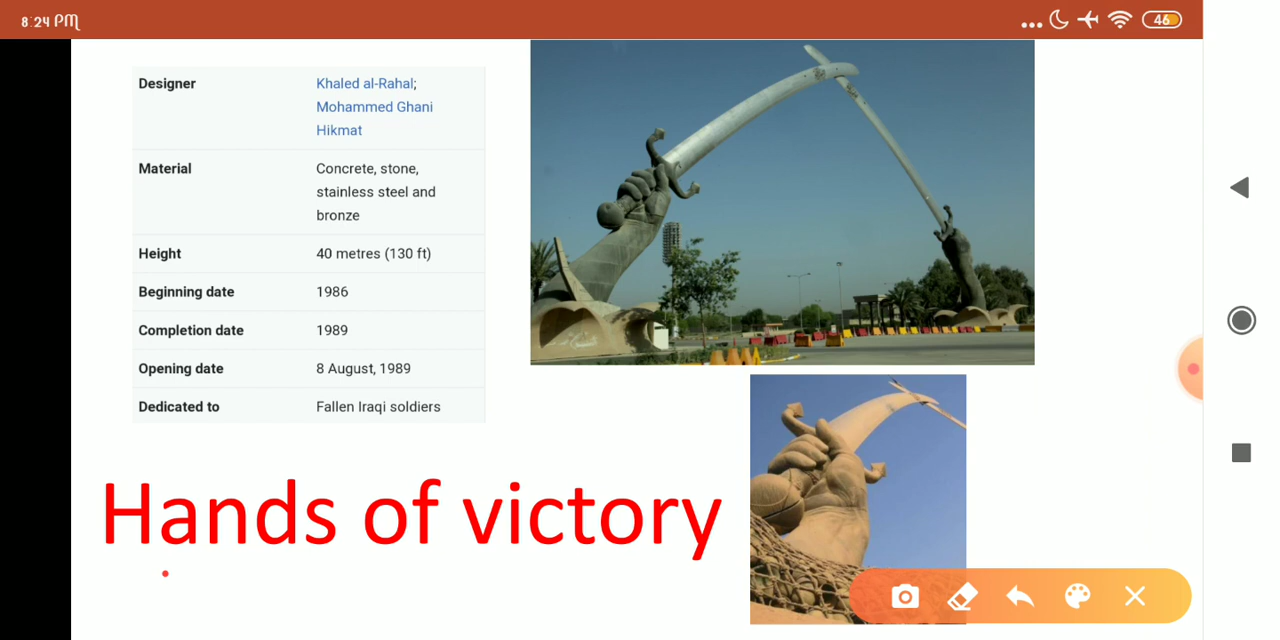 8:24 PM
46
Designer
Khaled al-Rahal;
Mohammed Ghani
Hikmat
Material
Concrete, stone,
stainless steel and
bronze
Height
40 metres (130 ft)
Beginning date
1986
Completion date
1989
Opening date
8 August, 1989
Dedicated to
Fallen Iraqi soldiers
Hands of victory